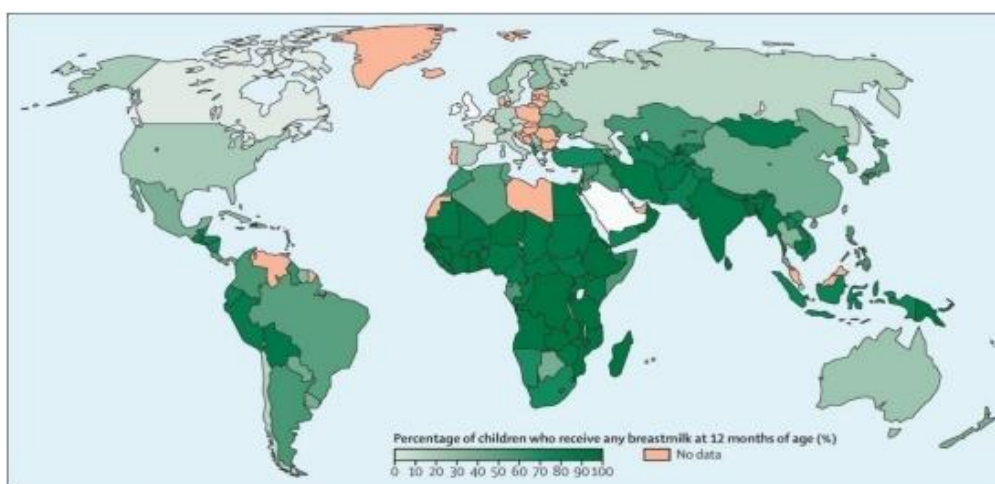 Percentage of children who receive any breastmilk at 12 months of age (%)
No data
0 10 20 30 40 50 60 70 80 90 100